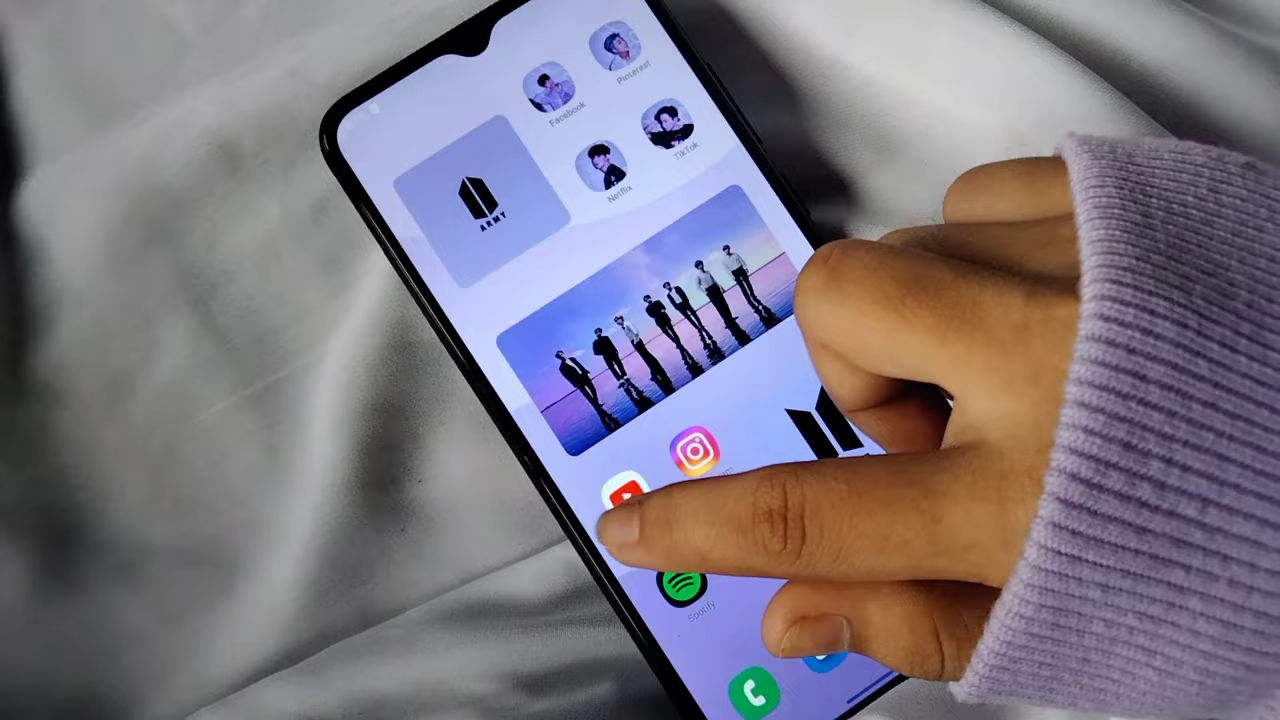 Pinterest
Facebook
TikTok
Netflix
ARMY
Spotify